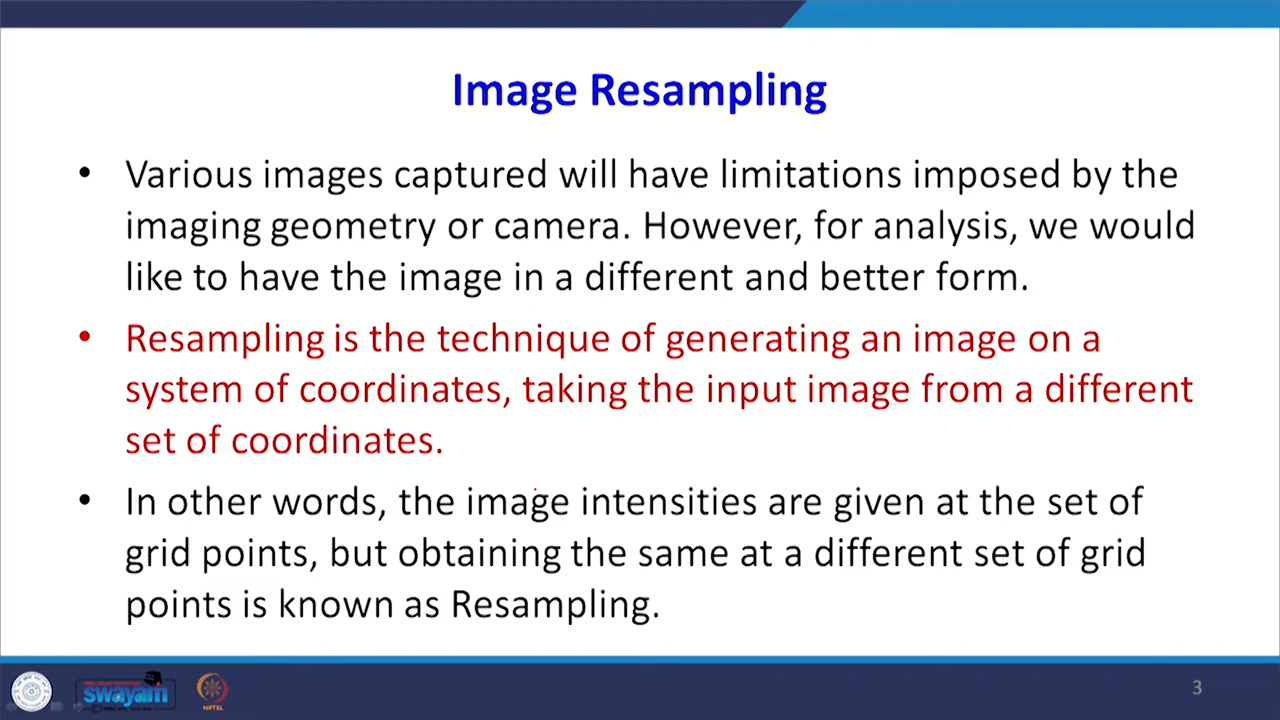 Image Resampling
• Various images captured will have limitations imposed by the
imaging geometry or camera. However, for analysis, we would
like to have the image in a different and better form.
• Resampling is the technique of generating an image on a
system of coordinates, taking the input image from a different
set of coordinates.
• In other words, the image intensities are given at the set of
grid points, but obtaining the same at a different set of grid
points is known as Resampling.
swayam
NPTEL
3